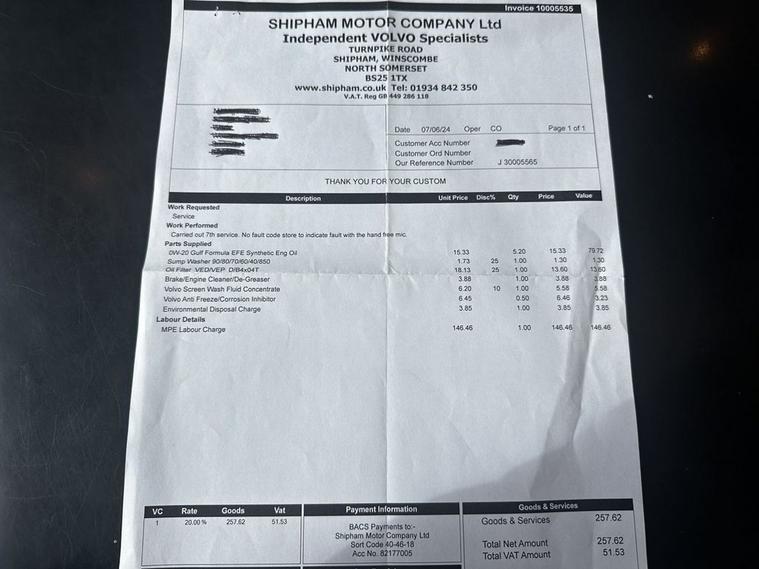 Invoice 10005535
SHIPHAM MOTOR COMPANY Ltd
Independent VOLVO Specialists
TURNPIKE ROAD
SHIPHAM, WINSCOMBE
NORTH SOMERSET
BS25 1TX
www.shipham.co.uk Tel: 01934 842 350
V.A.T. Reg GB 449 286 118
Date 07/06/24 Oper CO Page 1 of 1
Customer Acc Number
Customer Ord Number
Our Reference Number J 30005565
THANK YOU FOR YOUR CUSTOM
Description Unit Price Disc% Qty Price Value
Work Requested
Service
Work Performed
Carried out 7th service. No fault code store to indicate fault with the hand free mic.
Parts Supplied
0W-20 Gulf Formula EFE Synthetic Eng Oil 15.33 5.20 15.33 79.72
Sump Washer 90/80/70/60/40/850 1.73 25 1.00 1.30 1.30
Oil Filter VED/VEP D/B4x04T 18.13 25 1.00 13.60 13.60
Brake/Engine Cleaner/De-Greaser 3.88 1.00 3.88 3.88
Volvo Screen Wash Fluid Concentrate 6.20 10 1.00 5.58 5.58
Volvo Anti Freeze/Corrosion Inhibitor 6.45 0.50 6.46 3.23
Environmental Disposal Charge 3.85 1.00 3.85 3.85
Labour Details
MPE Labour Charge 146.46 1.00 146.46 146.46
VC Rate Goods Vat
1 20.00 % 257.62 51.53
Payment Information
BACS Payments to:-
Shipham Motor Company Ltd
Sort Code 40-46-18
Acc No. 82177005
Goods & Services
Goods & Services 257.62
Total Net Amount 257.62
Total VAT Amount 51.53